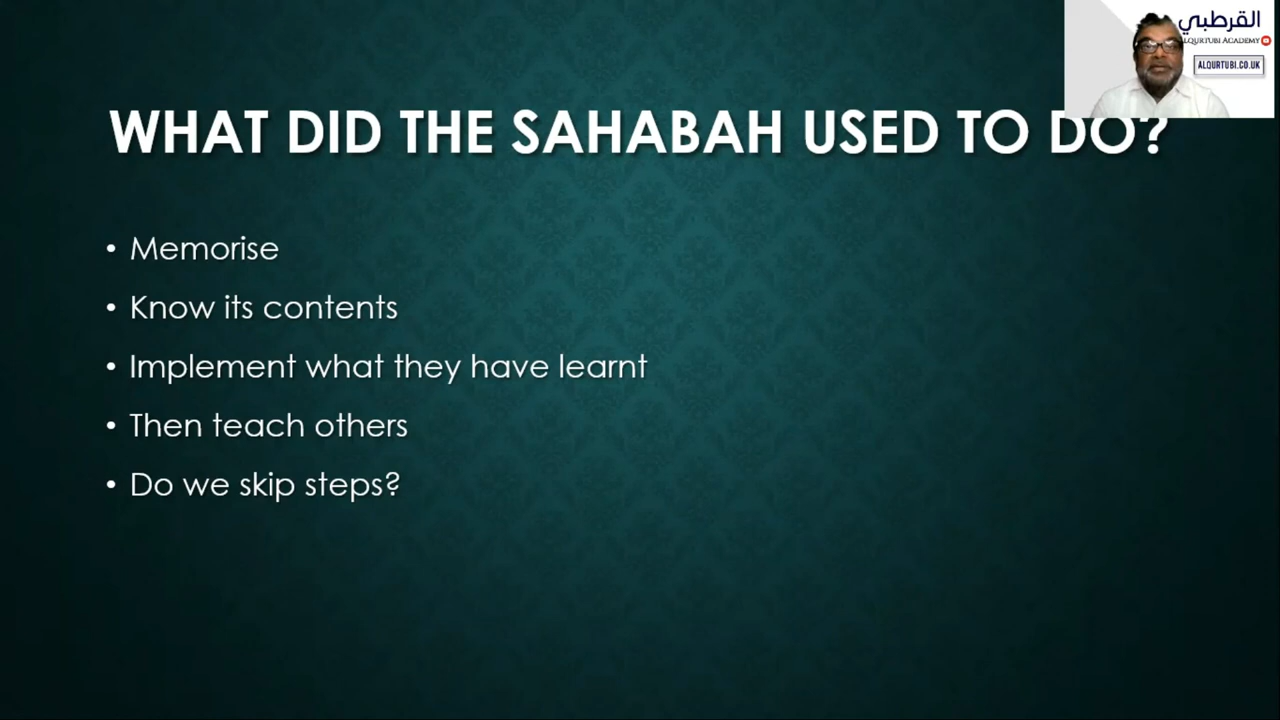 القرطبي
ALQURTUBI ACADEMY
ALQURTUBI.CO.UK
WHAT DID THE SAHABAH USED TO DO?
• Memorise
• Know its contents
• Implement what they have learnt
• Then teach others
• Do we skip steps?